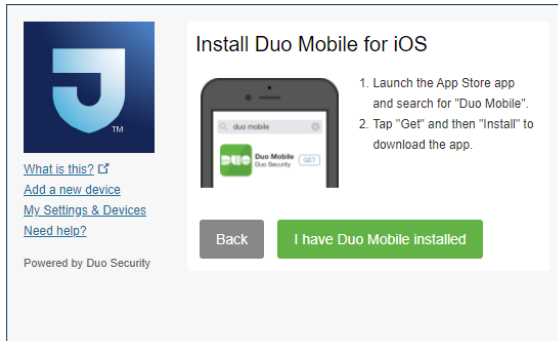 TM
What is this?
Add a new device
My Settings & Devices
Need help?
Powered by Duo Security
Install Duo Mobile for iOS
duo mobile
DUO
Duo Mobile
Duo Security
GET
1. Launch the App Store app
and search for "Duo Mobile".
2. Tap "Get" and then "Install" to
download the app.
Back
I have Duo Mobile installed